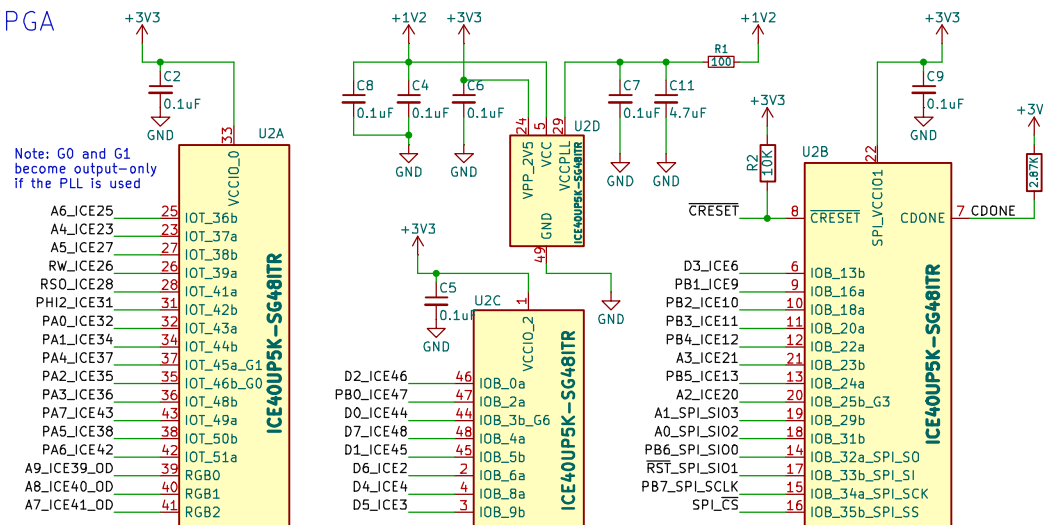 PGA
+3V3
C2
0.1uF
GND
33
VCCIO_0
U2A
Note: G0 and G1
become output-only
if the PLL is used
A6_ICE25 25 IOT_36b
A4_ICE23 23 IOT_37a
A5_ICE27 27 IOT_38b
RW_ICE26 26 IOT_39a
RS0_ICE28 28 IOT_41a
PHI2_ICE31 31 IOT_42b
PA0_ICE32 32 IOT_43a
PA1_ICE34 34 IOT_44b
PA4_ICE37 37 IOT_45a_G1
PA2_ICE35 35 IOT_46b_G0
PA3_ICE36 36 IOT_48b
PA7_ICE43 43 IOT_49a
PA5_ICE38 38 IOT_50b
PA6_ICE42 42 IOT_51a
A9_ICE39_OD 39 RGB0
A8_ICE40_OD 40 RGB1
A7_ICE41_OD 41 RGB2
ICE40UP5K-SG48ITR
+1V2
+3V3
C8
0.1uF
C4
0.1uF
C6
0.1uF
GND
GND
24
5
29
U2D
VPP_2V5
VCC
VCCPLL
ICE40UP5K-SG48ITR
GND
49
GND
C7
0.1uF
C11
4.7uF
GND
GND
R1
100
+1V2
+3V3
C5
0.1uF
GND
U2C
1
VCCIO_2
D2_ICE46 46 IOB_0a
PB0_ICE47 47 IOB_2a
D0_ICE44 44 IOB_3b_G6
D7_ICE48 48 IOB_4a
D1_ICE45 45 IOB_5b
D6_ICE2 2 IOB_6a
D4_ICE4 4 IOB_8a
D5_ICE3 3 IOB_9b
ICE40UP5K-SG48ITR
+3V3
R2
10K
+3V3
C9
0.1uF
GND
22
SPI_VCCIO1
U2B
+3V
2.87K
CRESET 8 CRESET
CDONE 7 CDONE
D3_ICE6 6 IOB_13b
PB1_ICE9 9 IOB_16a
PB2_ICE10 10 IOB_18a
PB3_ICE11 11 IOB_20a
PB4_ICE12 12 IOB_22a
A3_ICE21 21 IOB_23b
PB5_ICE13 13 IOB_24a
A2_ICE20 20 IOB_25b_G3
A1_SPI_SIO3 19 IOB_29b
A0_SPI_SIO2 18 IOB_31b
PB6_SPI_SIO0 14 IOB_32a_SPI_SO
RST_SPI_SIO1 17 IOB_33b_SPI_SI
PB7_SPI_SCLK 15 IOB_34a_SPI_SCK
SPI_CS 16 IOB_35b_SPI_SS
ICE40UP5K-SG48ITR